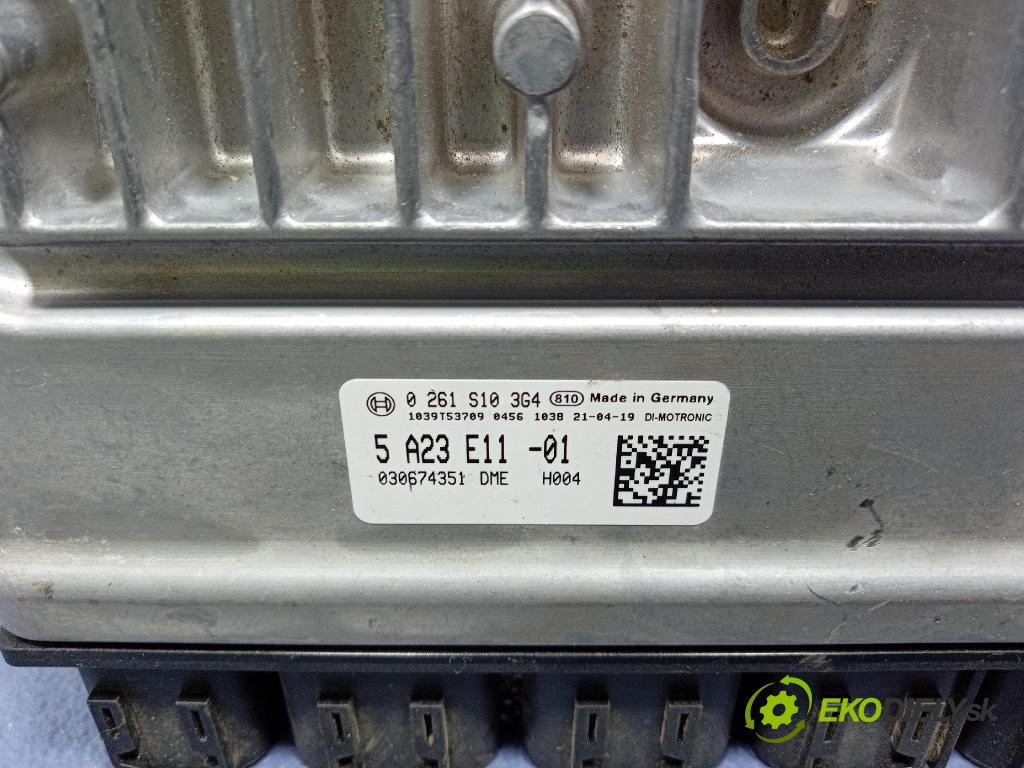 0 261 S10 3G4 810 Made in Germany
1039T53709 0456 1038 21-04-19 DI-MOTRONIC
5 A23 E11 -01
030674351 DME H004
EKODIELY.sk